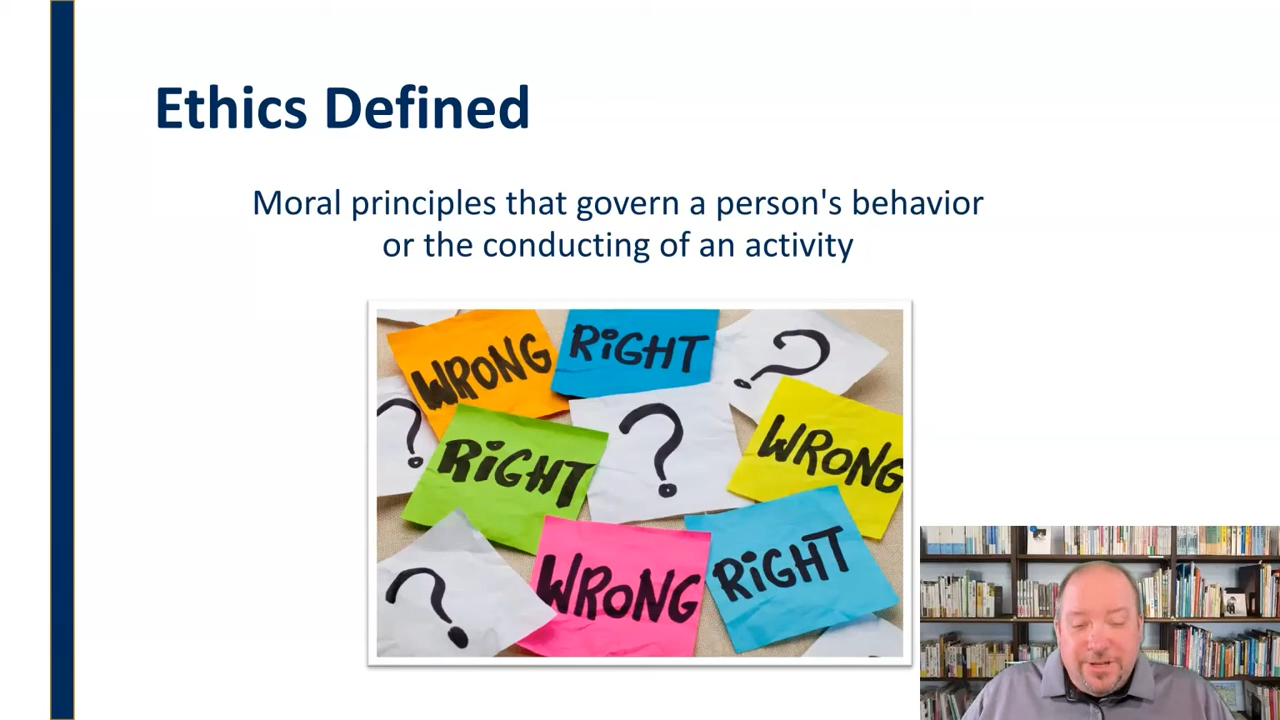 Ethics Defined
Moral principles that govern a person's behavior
or the conducting of an activity
WRONG
RIGHT
?
?
RIGHT
?
WRONG
?
WRONG
RIGHT